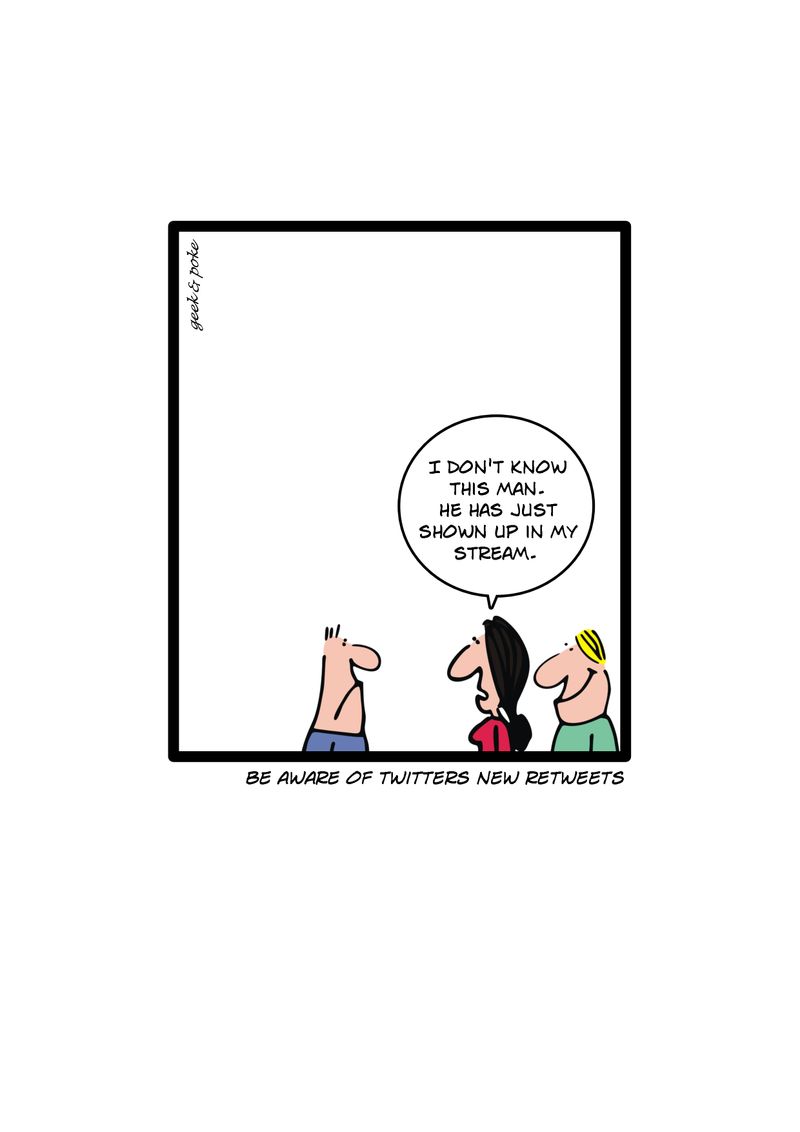 geek & poke
I DON'T KNOW
THIS MAN.
HE HAS JUST
SHOWN UP IN MY
STREAM.
BE AWARE OF TWITTERS NEW RETWEETS